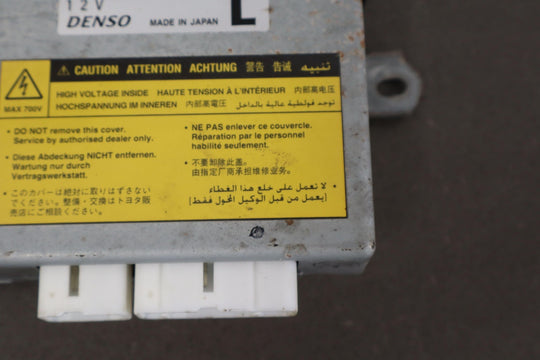 12V
DENSO MADE IN JAPAN L
CAUTION ATTENTION ACHTUNG 警告 告诫 تنبيه
MAX 700V
HIGH VOLTAGE INSIDE HAUTE TENSION À L'INTÉRIEUR 内部高电压
HOCHSPANNUNG IM INNEREN 内部高電圧 توجد فولطية عالية بالداخل
• DO NOT remove this cover.
Service by authorised dealer only.
• Diese Abdeckung NICHT entfernen.
Wartung nur durch
Vertragswerkstatt.
• このカバーは絶対に取りはずさない
でください。整備・交換はトヨタ販
売店にご相談ください。
• NE PAS enlever ce couvercle.
Réparation par le personnel
habilité seulement.
• 不要卸除此盖。
由指定厂商承担维修业务。
• لا تعمل على خلع هذا الغطاء
(يعمل من قبل الوكيل المخول فقط)